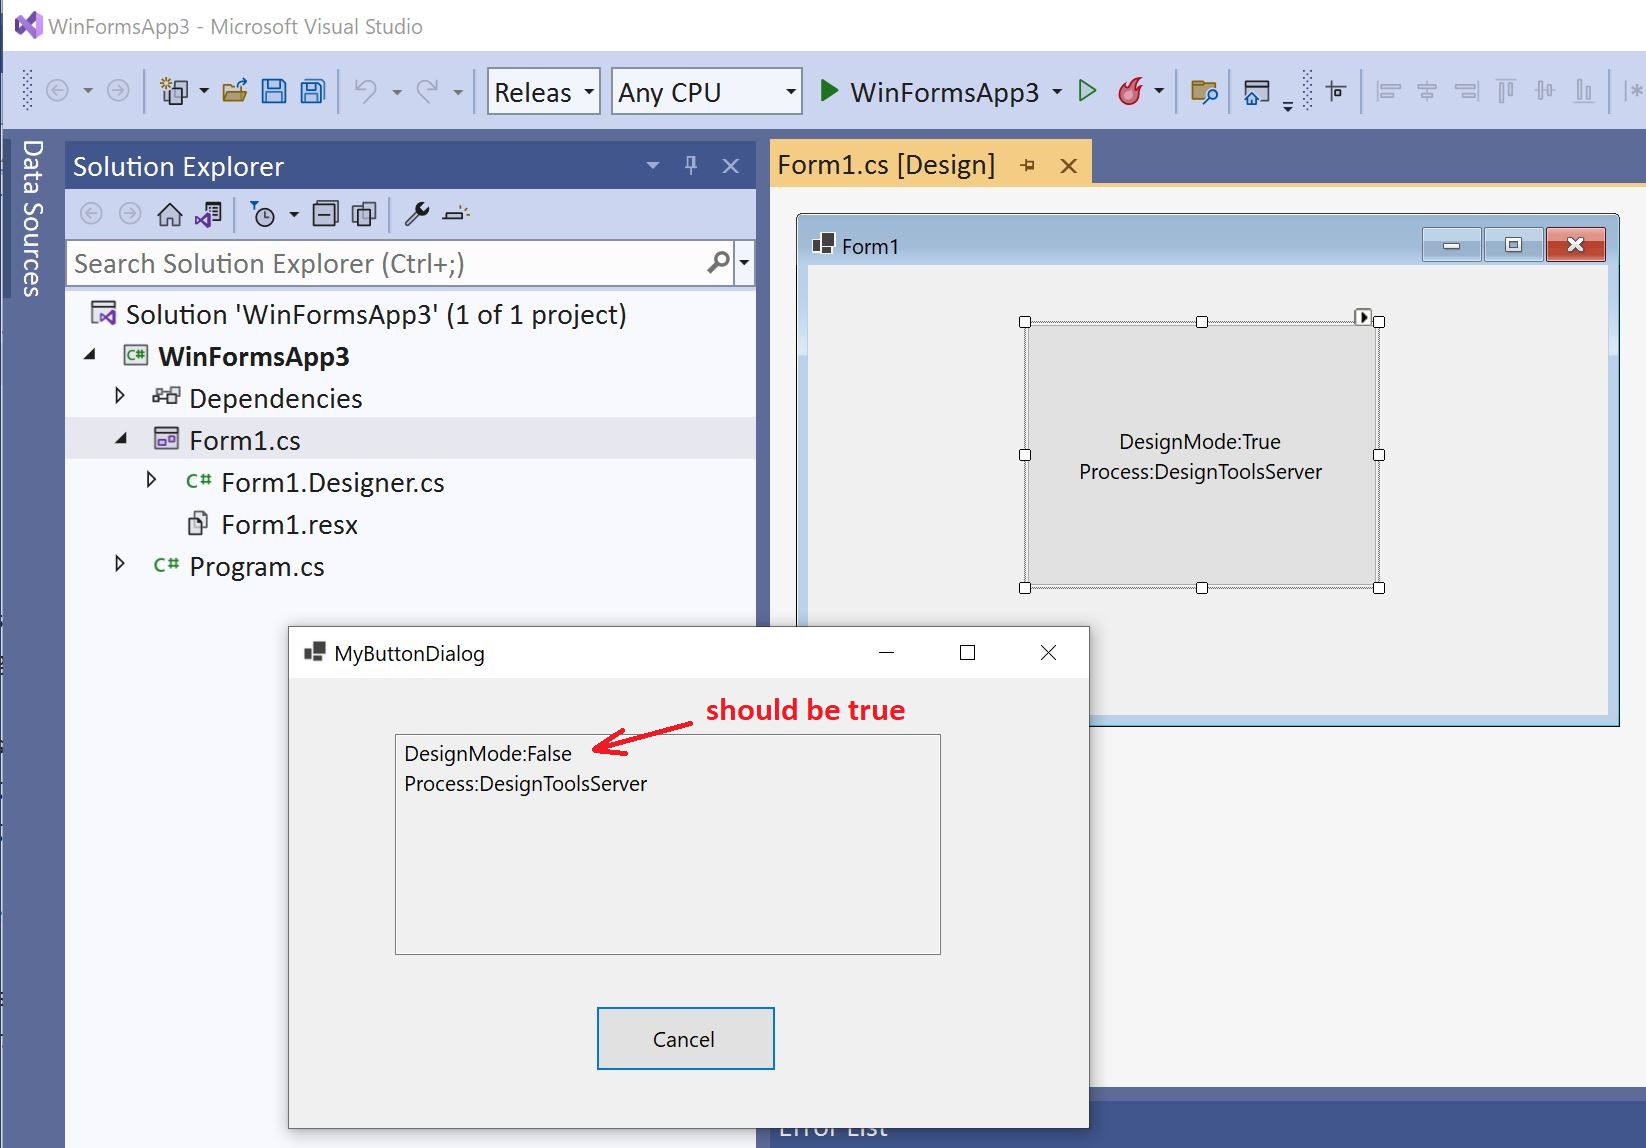 WinFormsApp3 - Microsoft Visual Studio
Releas
Any CPU
WinFormsApp3
Data Sources
Solution Explorer
Search Solution Explorer (Ctrl+;)
Solution 'WinFormsApp3' (1 of 1 project)
C# WinFormsApp3
Dependencies
Form1.cs
C# Form1.Designer.cs
Form1.resx
C# Program.cs
Form1.cs [Design]
Form1
DesignMode:True
Process:DesignToolsServer
MyButtonDialog
should be true
DesignMode:False
Process:DesignToolsServer
Cancel
Error List